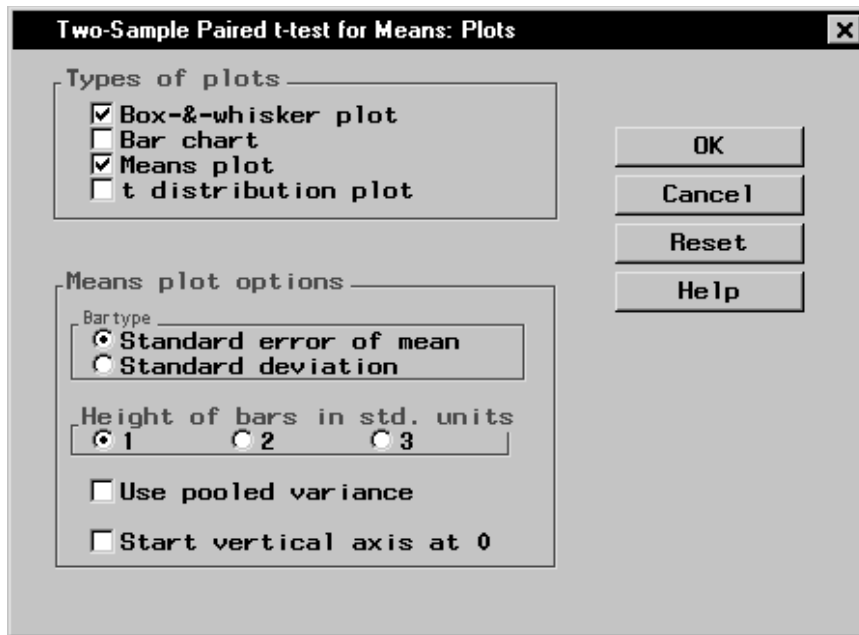 Two-Sample Paired t-test for Means: Plots
Types of plots
Box-&-whisker plot
Bar chart
Means plot
t distribution plot
OK
Cancel
Reset
Help
Means plot options
Bar type
Standard error of mean
Standard deviation
Height of bars in std. units
1 2 3
Use pooled variance
Start vertical axis at 0